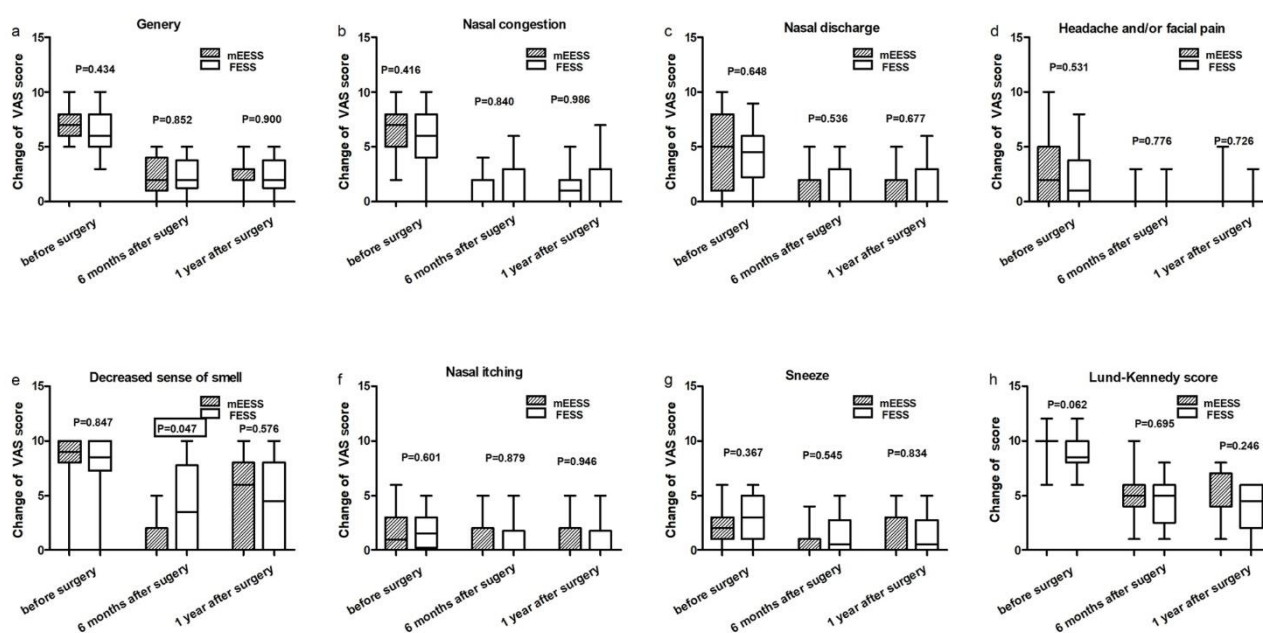 a
Genery
Change of VAS score
15
10
5
0
mEESS
FESS
P=0.434
P=0.852
P=0.900
before surgery
6 months after sugery
1 year after surgery
b
Nasal congestion
Change of VAS score
15
10
5
0
mEESS
FESS
P=0.416
P=0.840
P=0.986
before surgery
6 months after sugery
1 year after surgery
c
Nasal discharge
Change of VAS score
15
10
5
0
mEESS
FESS
P=0.648
P=0.536
P=0.677
before surgery
6 months after sugery
1 year after surgery
d
Headache and/or facial pain
Change of VAS score
15
10
5
0
mEESS
FESS
P=0.531
P=0.776
P=0.726
before surgery
6 months after sugery
1 year after surgery
e
Decreased sense of smell
Change of VAS score
15
10
5
0
mEESS
FESS
P=0.847
P=0.047
P=0.576
before surgery
6 months after sugery
1 year after surgery
f
Nasal itching
Change of VAS score
15
10
5
0
mEESS
FESS
P=0.601
P=0.879
P=0.946
before surgery
6 months after sugery
1 year after surgery
g
Sneeze
Change of VAS score
15
10
5
0
mEESS
FESS
P=0.367
P=0.545
P=0.834
before surgery
6 months after sugery
1 year after surgery
h
Lund-Kennedy score
Change of score
15
10
5
0
mEESS
FESS
P=0.062
P=0.695
P=0.246
before surgery
6 months after sugery
1 year after surgery